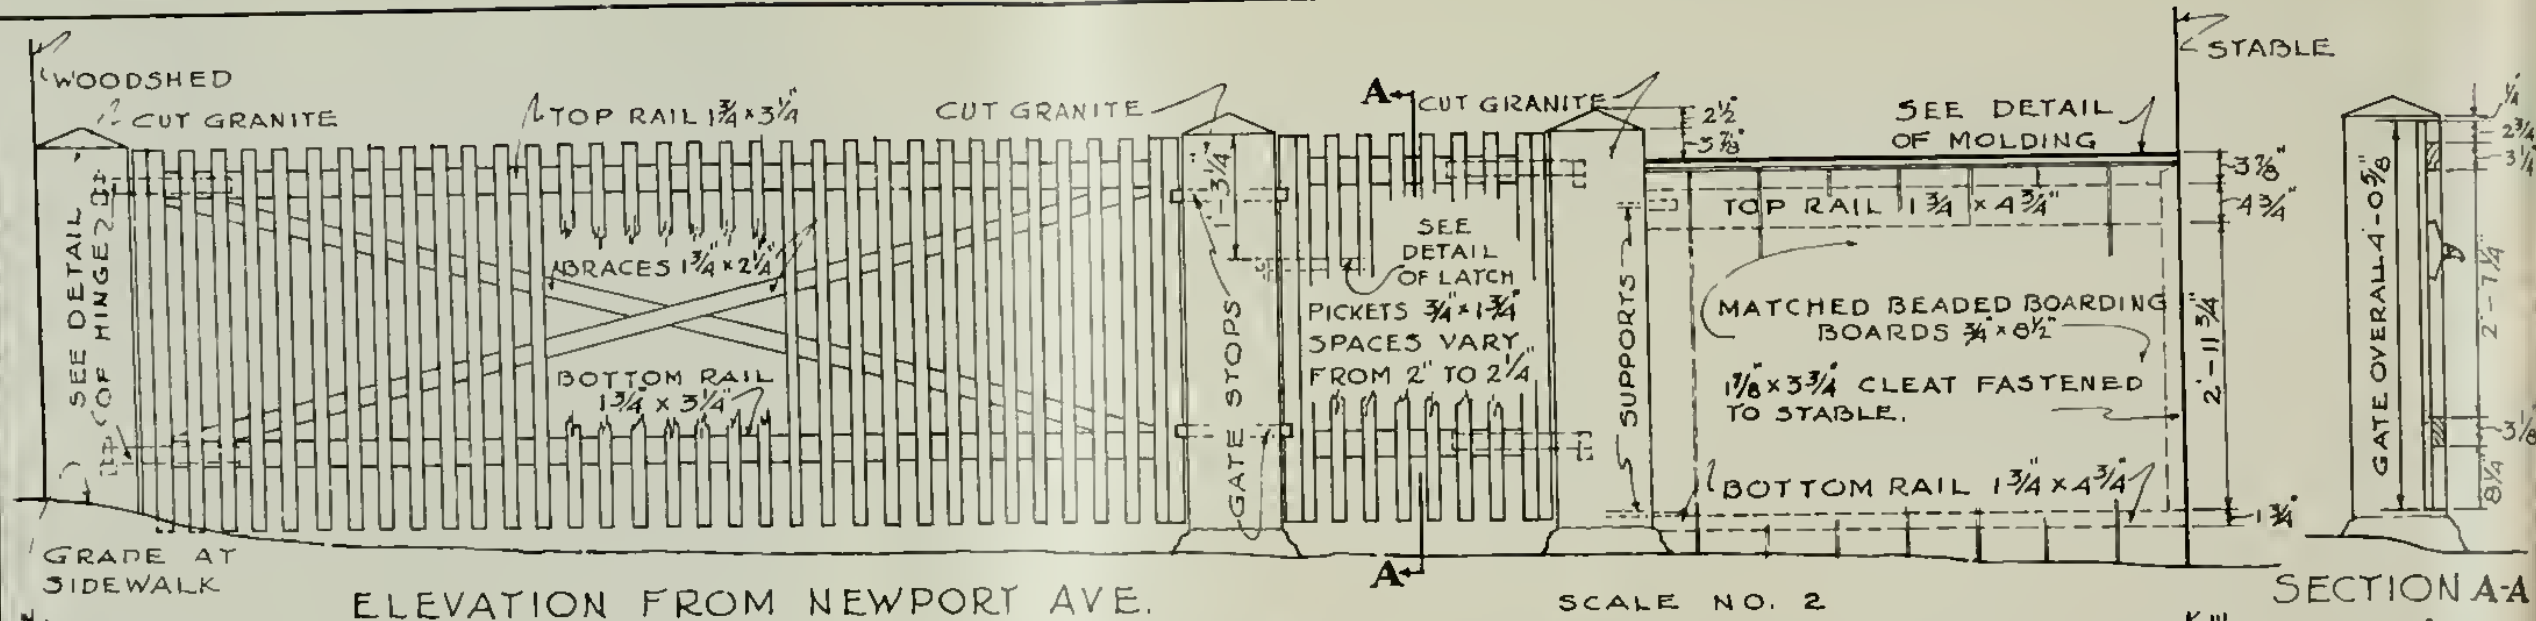 WOODSHED
CUT GRANITE
TOP RAIL 1¾" x 3¼"
CUT GRANITE
A
CUT GRANITE
2½"
3⅞"
SEE DETAIL
OF MOLDING
STABLE
SEE DETAIL
OF HINGE
BRACES 1¾" x 2¼"
BOTTOM RAIL
1¾" x 3¼"
1'-3¼"
GATE STOPS
SEE
DETAIL
OF LATCH
PICKETS ¾" x 1¾"
SPACES VARY
FROM 2" TO 2¼"
SUPPORTS
TOP RAIL 1¾" x 4¾"
MATCHED BEADED BOARDING
BOARDS ¾" x 8½"
1⅞" x 3¾" CLEAT FASTENED
TO STABLE.
BOTTOM RAIL 1¾" x 4¾"
3⅞"
4¾"
2'-11¾"
1¾"
GATE OVERALL 4'-0⅝"
¼"
2¾"
3¼"
2'-7¼"
3⅛"
8¼"
GRADE AT
SIDEWALK
A
ELEVATION FROM NEWPORT AVE.
SCALE NO. 2
SECTION A-A